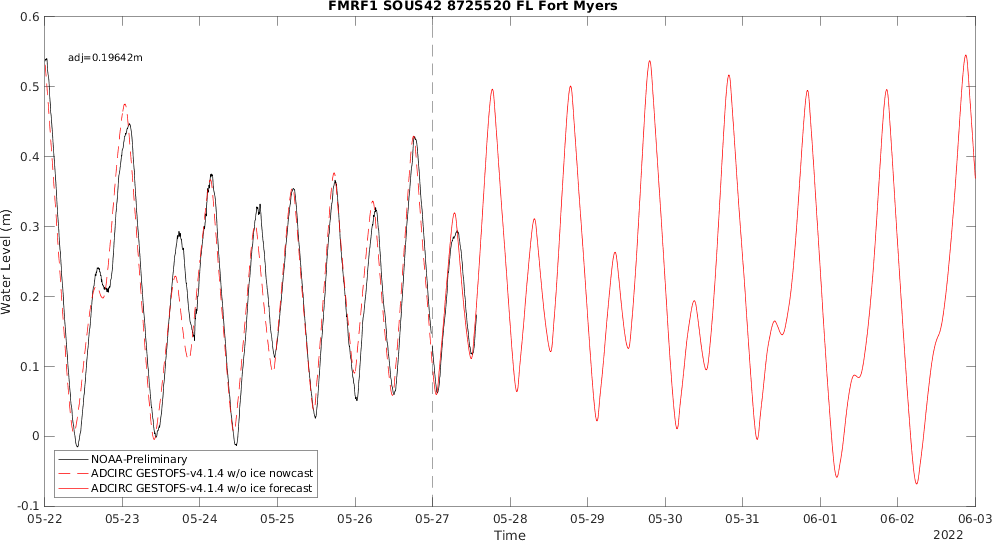 FMRF1 SOUS42 8725520 FL Fort Myers
adj=0.19642m
Water Level (m)
0.6
0.5
0.4
0.3
0.2
0.1
0
-0.1
NOAA-Preliminary
ADCIRC GESTOFS-v4.1.4 w/o ice nowcast
ADCIRC GESTOFS-v4.1.4 w/o ice forecast
05-22 05-23 05-24 05-25 05-26 05-27 05-28 05-29 05-30 05-31 06-01 06-02 06-03
Time
2022